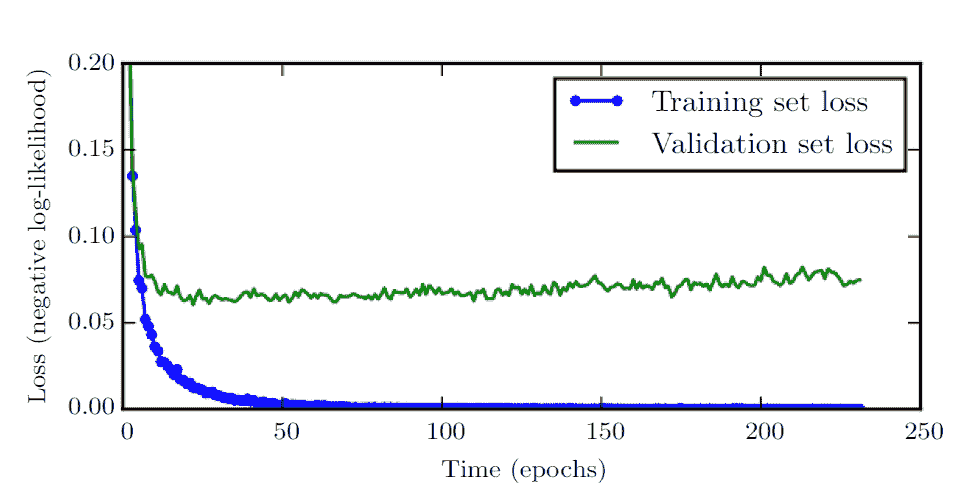 0.20
0.15
0.10
0.05
0.00
Loss (negative log-likelihood)
Training set loss
Validation set loss
0 50 100 150 200 250
Time (epochs)